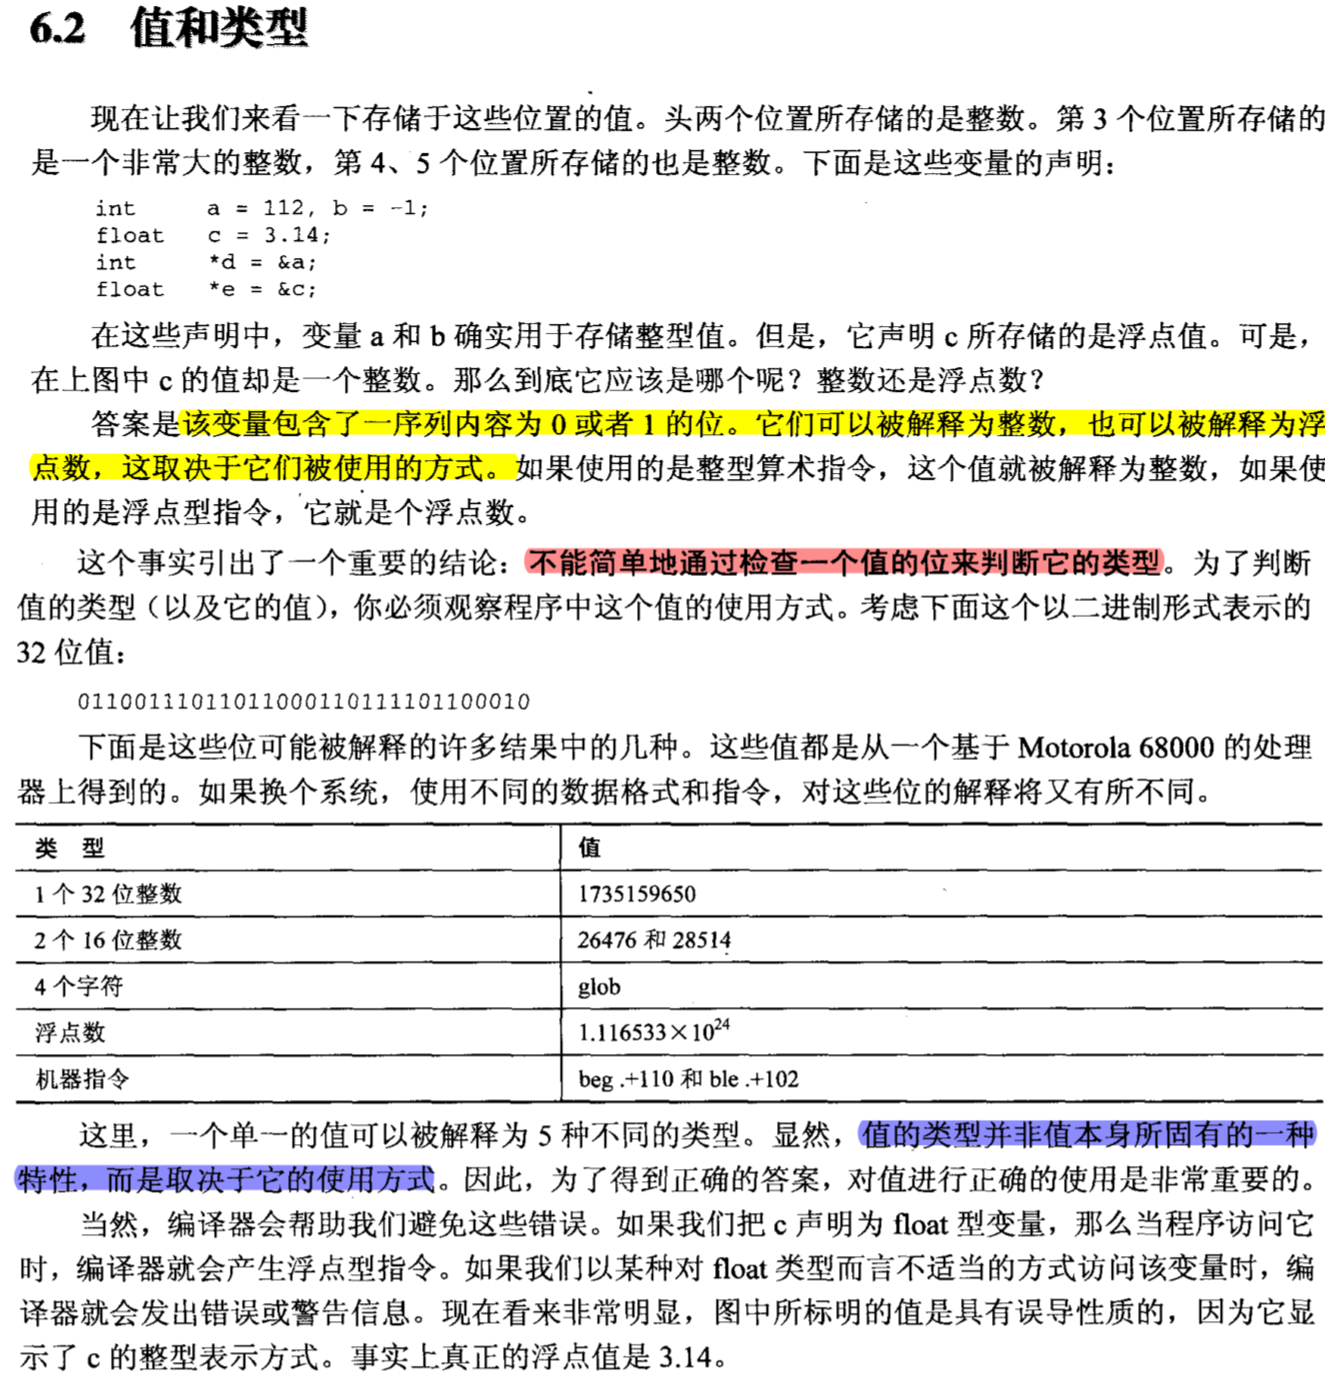 6.2 值和类型
现在让我们来看一下存储于这些位置的值。头两个位置所存储的是整数。第 3 个位置所存储的
是一个非常大的整数，第 4、5 个位置所存储的也是整数。下面是这些变量的声明：
int a = 112, b = -1;
float c = 3.14;
int *d = &a;
float *e = &c;
在这些声明中，变量 a 和 b 确实用于存储整型值。但是，它声明 c 所存储的是浮点值。可是，
在上图中 c 的值却是一个整数。那么到底它应该是哪个呢？整数还是浮点数？
答案是该变量包含了一序列内容为 0 或者 1 的位。它们可以被解释为整数，也可以被解释为浮
点数，这取决于它们被使用的方式。如果使用的是整型算术指令，这个值就被解释为整数，如果使
用的是浮点型指令，它就是个浮点数。
这个事实引出了一个重要的结论：不能简单地通过检查一个值的位来判断它的类型。为了判断
值的类型（以及它的值），你必须观察程序中这个值的使用方式。考虑下面这个以二进制形式表示的
32 位值：
01100111011011000110111101100010
下面是这些位可能被解释的许多结果中的几种。这些值都是从一个基于 Motorola 68000 的处理
器上得到的。如果换个系统，使用不同的数据格式和指令，对这些位的解释将又有所不同。
类 型 值
1 个 32 位整数 1735159650
2 个 16 位整数 26476 和 28514
4 个字符 glob
浮点数 1.116533×10²⁴
机器指令 beg .+110 和 ble .+102
这里，一个单一的值可以被解释为 5 种不同的类型。显然，值的类型并非值本身所固有的一种
特性，而是取决于它的使用方式。因此，为了得到正确的答案，对值进行正确的使用是非常重要的。
当然，编译器会帮助我们避免这些错误。如果我们把 c 声明为 float 型变量，那么当程序访问它
时，编译器就会产生浮点型指令。如果我们以某种对 float 类型而言不适当的方式访问该变量时，编
译器就会发出错误或警告信息。现在看来非常明显，图中所标明的值是具有误导性质的，因为它显
示了 c 的整型表示方式。事实上真正的浮点值是 3.14。